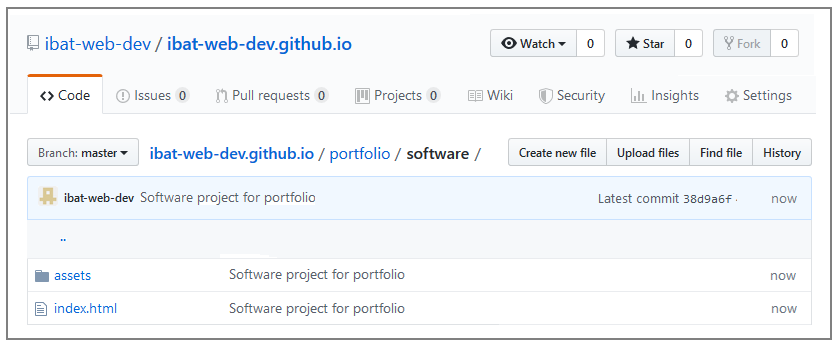 ibat-web-dev / ibat-web-dev.github.io Watch 0 Star 0 Fork 0
Code Issues 0 Pull requests 0 Projects 0 Wiki Security Insights Settings
Branch: master ibat-web-dev.github.io / portfolio / software / Create new file Upload files Find file History
ibat-web-dev Software project for portfolio Latest commit 38d9a6f now
..
assets Software project for portfolio now
index.html Software project for portfolio now